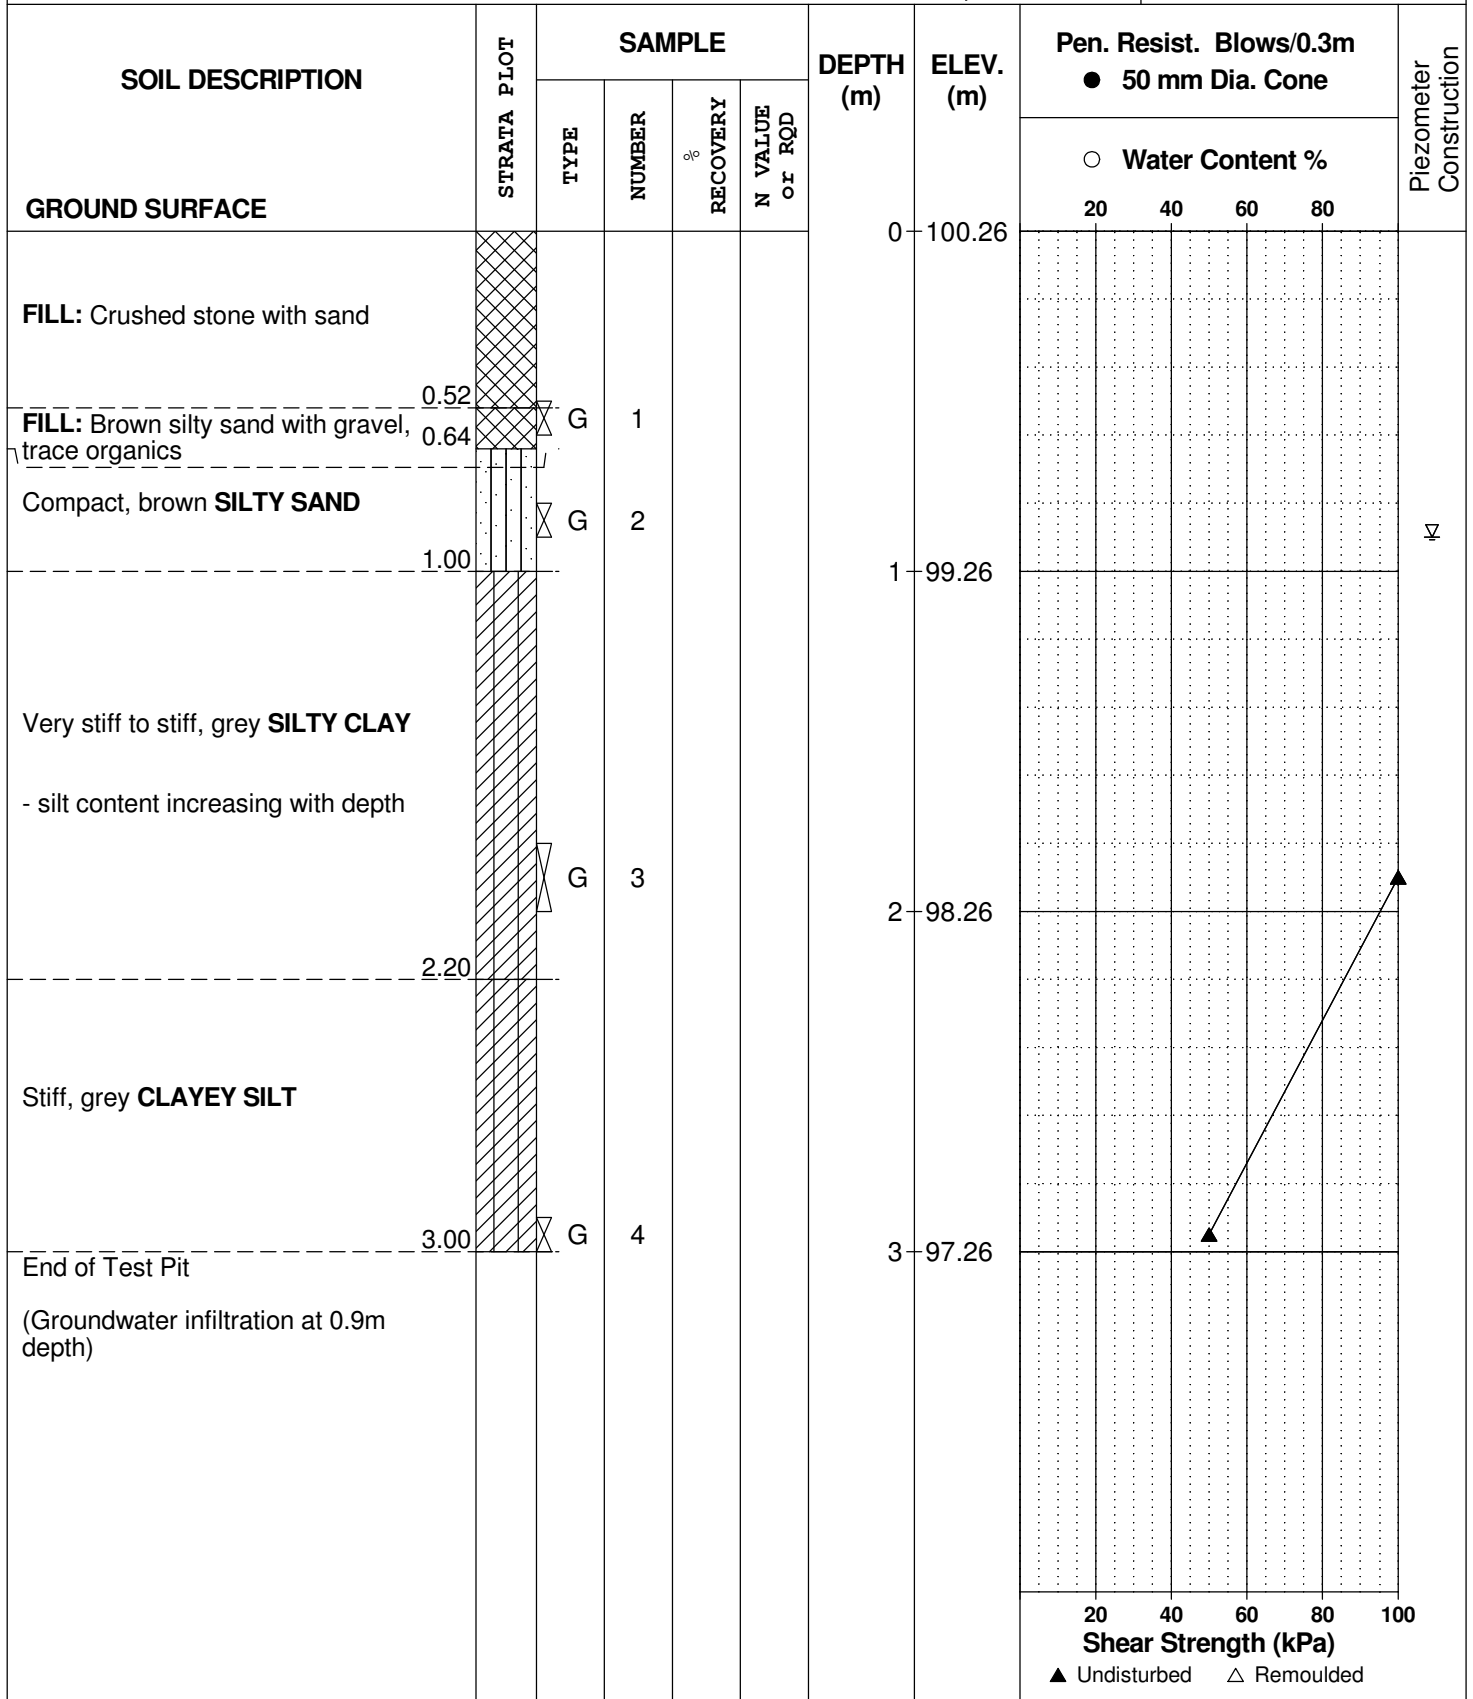 SOIL DESCRIPTION
GROUND SURFACE
STRATA PLOT
SAMPLE
TYPE
NUMBER
%
RECOVERY
N VALUE
or RQD
DEPTH
(m)
ELEV.
(m)
Pen. Resist. Blows/0.3m
● 50 mm Dia. Cone
○ Water Content %
20 40 60 80
Piezometer
Construction
0 100.26
FILL: Crushed stone with sand
0.52
FILL: Brown silty sand with gravel,
trace organics
0.64
G 1
Compact, brown SILTY SAND
G 2
1.00
1 99.26
Very stiff to stiff, grey SILTY CLAY
- silt content increasing with depth
G 3
2 98.26
2.20
Stiff, grey CLAYEY SILT
G 4
3.00
3 97.26
End of Test Pit
(Groundwater infiltration at 0.9m
depth)
20 40 60 80 100
Shear Strength (kPa)
▲ Undisturbed △ Remoulded